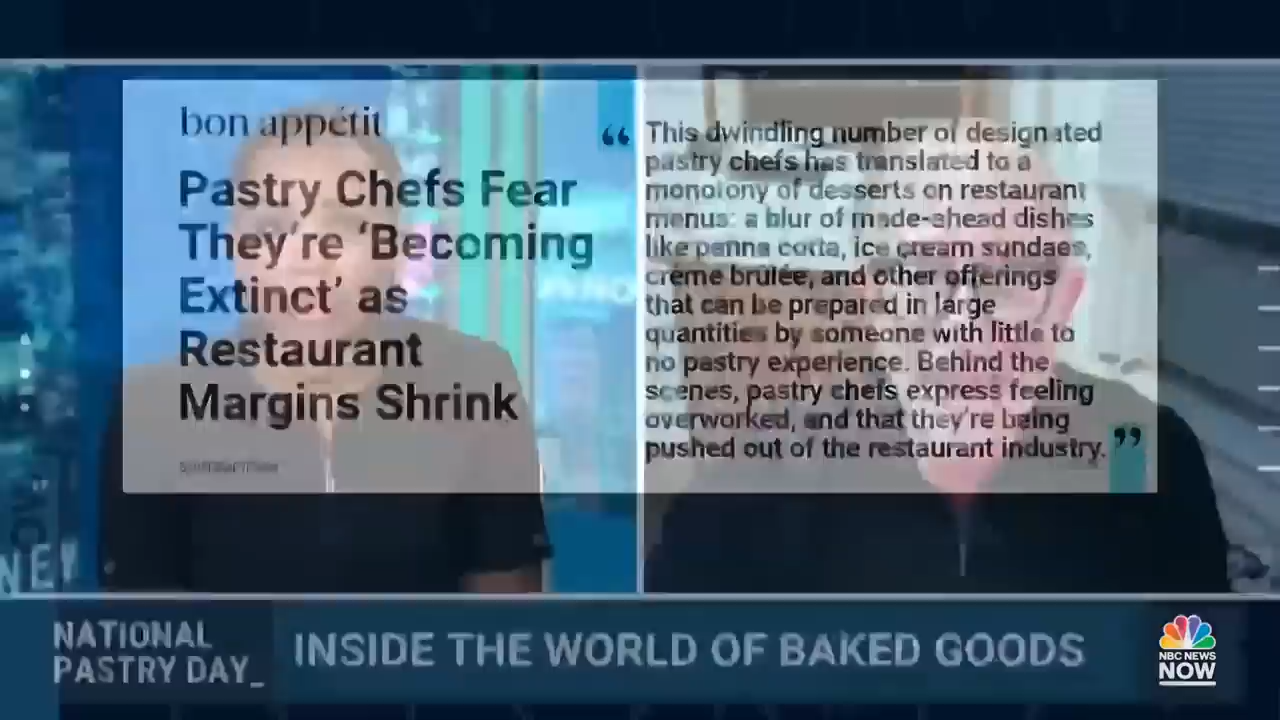 bon appétit
Pastry Chefs Fear
They're ‘Becoming
Extinct’ as
Restaurant
Margins Shrink
“ This dwindling number of designated
pastry chefs has translated to a
monotony of desserts on restaurant
menus: a blur of made-ahead dishes
like panna cotta, ice cream sundaes,
crème brulée, and other offerings
that can be prepared in large
quantities by someone with little to
no pastry experience. Behind the
scenes, pastry chefs express feeling
overworked, and that they're being
pushed out of the restaurant industry. ”
NATIONAL
PASTRY DAY_
INSIDE THE WORLD OF BAKED GOODS
NBC NEWS
NOW